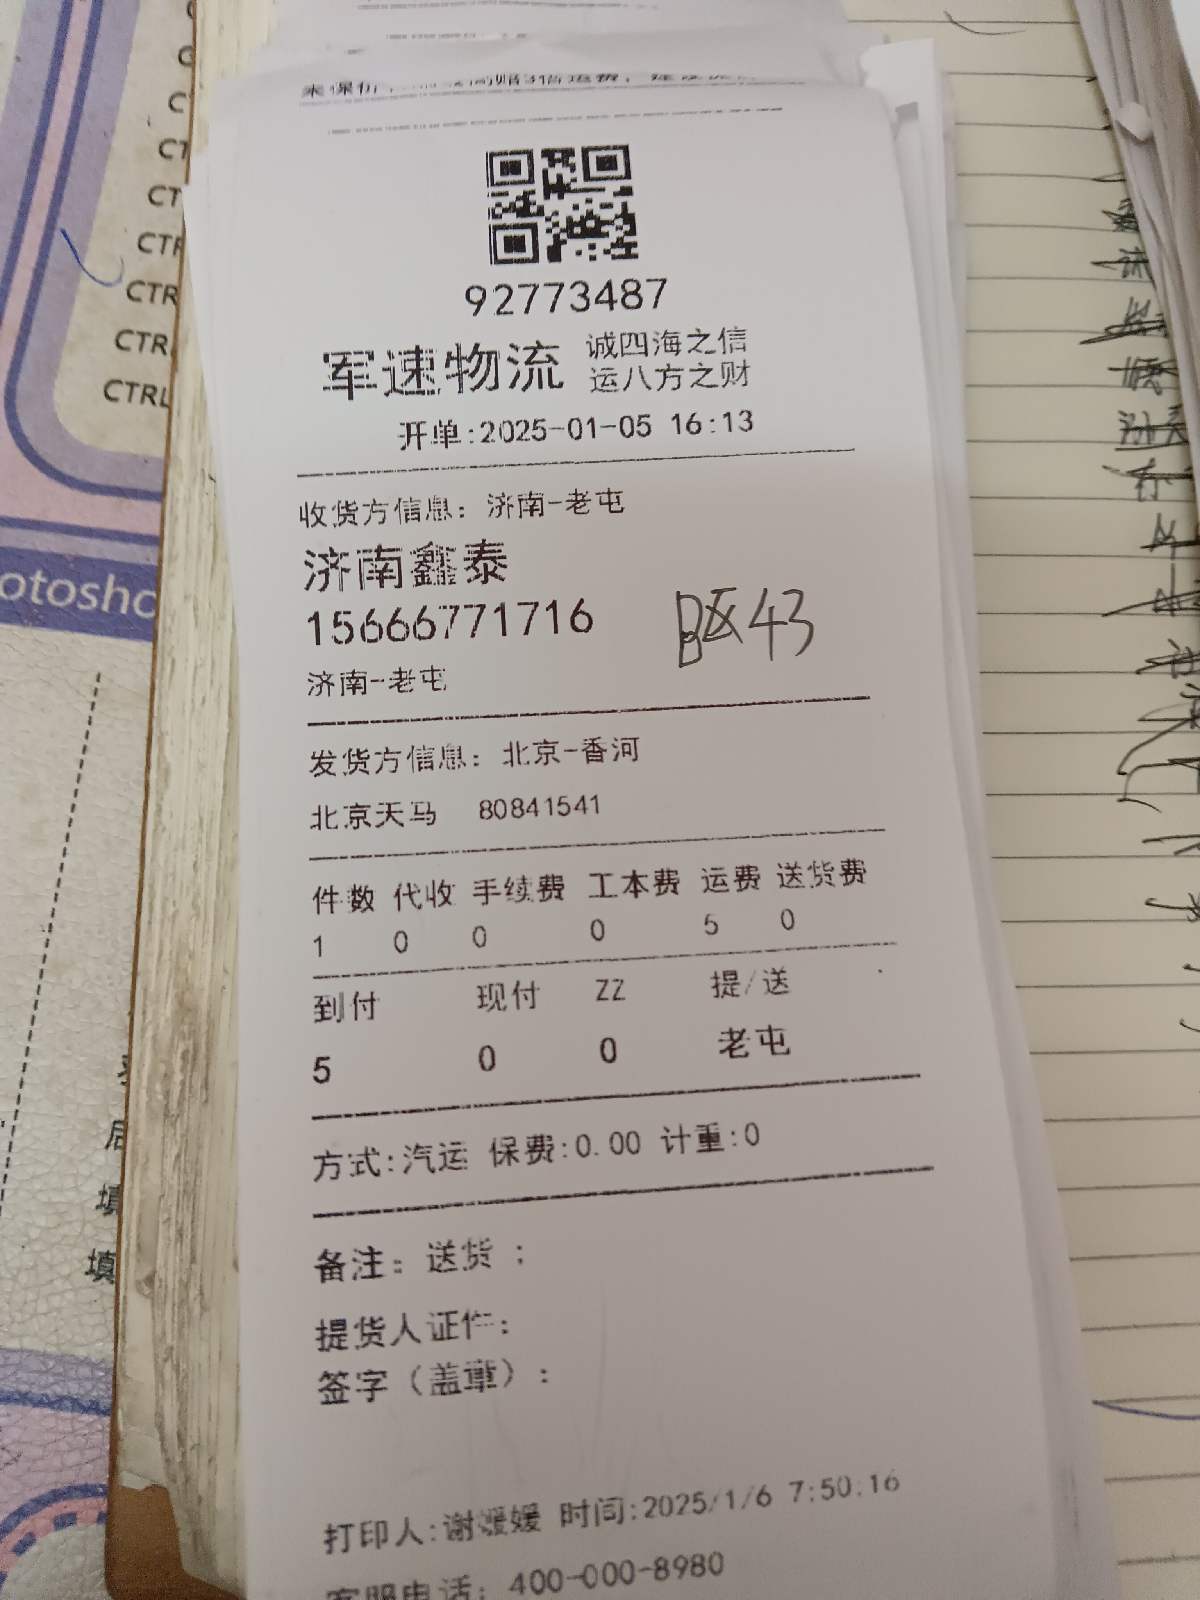 92773487
军速物流 诚四海之信
运八方之财
开单:2025-01-05 16:13
收货方信息：济南-老屯
济南鑫泰
15666771716
B区43
济南-老屯
发货方信息：北京-香河
北京天马 80841541
件数 代收 手续费 工本费 运费 送货费
1 0 0 0 5 0
到付 现付 ZZ 提/送
5 0 0 老屯
方式:汽运 保费:0.00 计重:0
备注：送货 ；
提货人证件：
签字（盖章）：
打印人:谢媛媛 时间:2025/1/6 7:50:16
客服电话：400-000-8980
CTRL
otosho